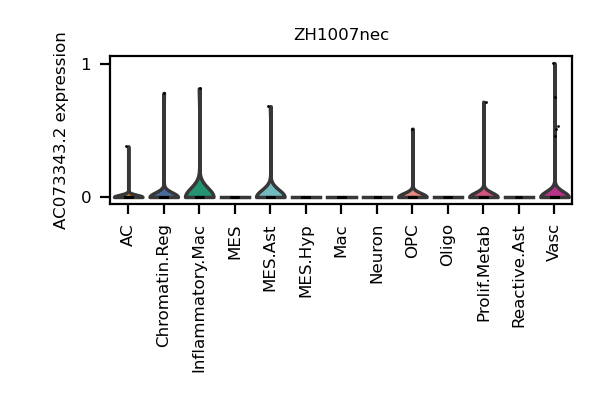 ZH1007nec
AC073343.2 expression
1
0
AC
Chromatin.Reg
Inflammatory.Mac
MES
MES.Ast
MES.Hyp
Mac
Neuron
OPC
Oligo
Prolif.Metab
Reactive.Ast
Vasc